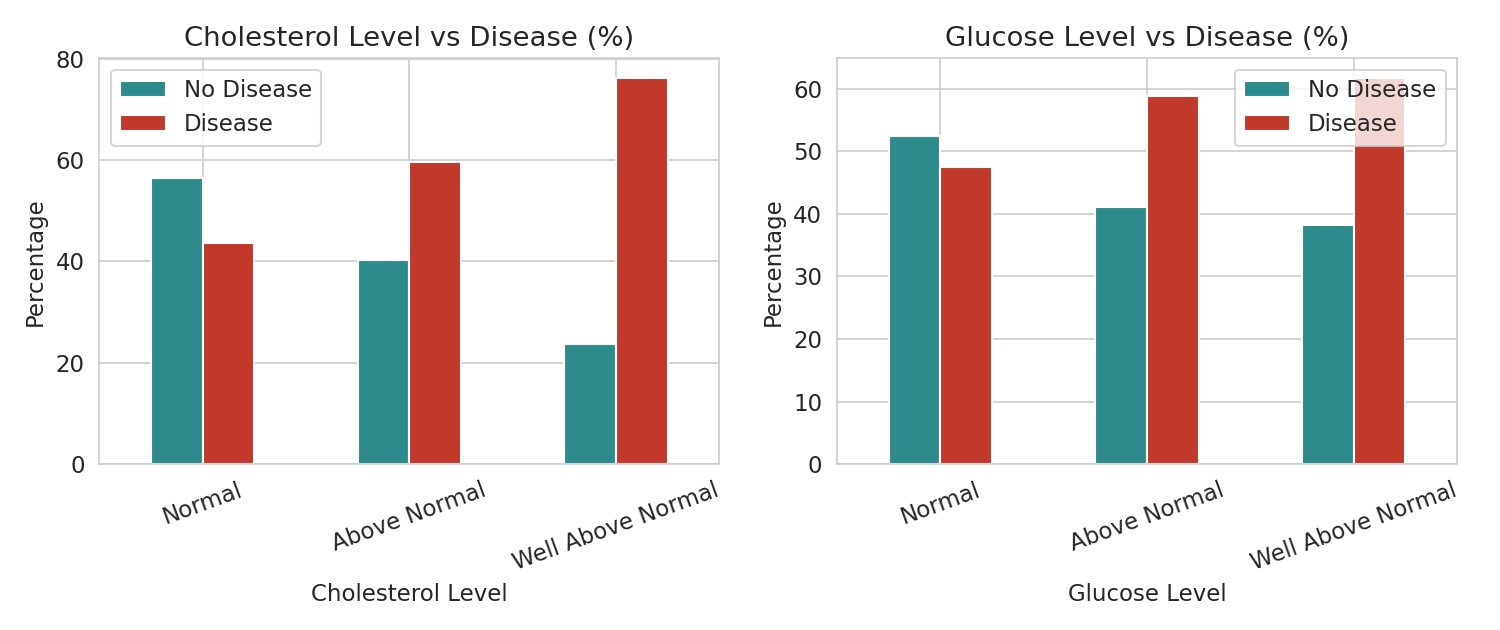 Cholesterol Level vs Disease (%)
No Disease
Disease
80
60
40
20
0
Percentage
Normal
Above Normal
Well Above Normal
Cholesterol Level
Glucose Level vs Disease (%)
No Disease
Disease
60
50
40
30
20
10
0
Percentage
Normal
Above Normal
Well Above Normal
Glucose Level